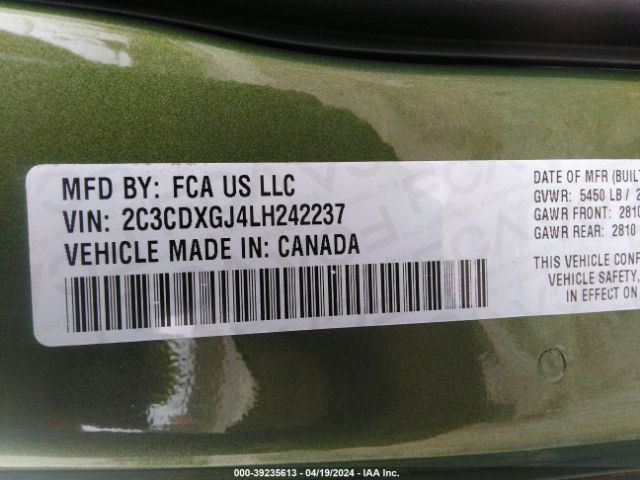 MFD BY: FCA US LLC
VIN: 2C3CDXGJ4LH242237
VEHICLE MADE IN: CANADA
DATE OF MFR (BUILT
GVWR: 5450 LB / 2
GAWR FRONT: 2810
GAWR REAR: 2810
THIS VEHICLE CONF
VEHICLE SAFETY,
IN EFFECT ON
000-39235613 - 04/19/2024 - IAA Inc.